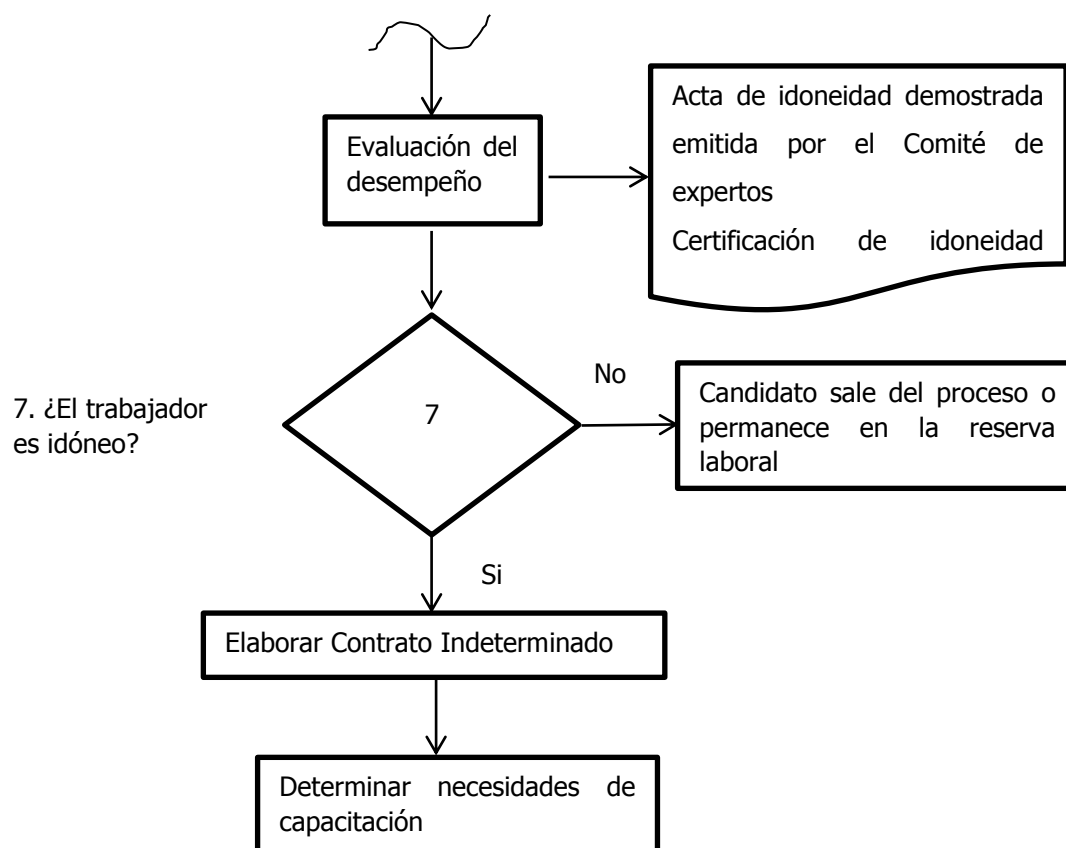 Evaluación del
desempeño
Acta de idoneidad demostrada
emitida por el Comité de
expertos
Certificación de idoneidad
7. ¿El trabajador
es idóneo?
7
No
Candidato sale del proceso o
permanece en la reserva
laboral
Si
Elaborar Contrato Indeterminado
Determinar necesidades de
capacitación